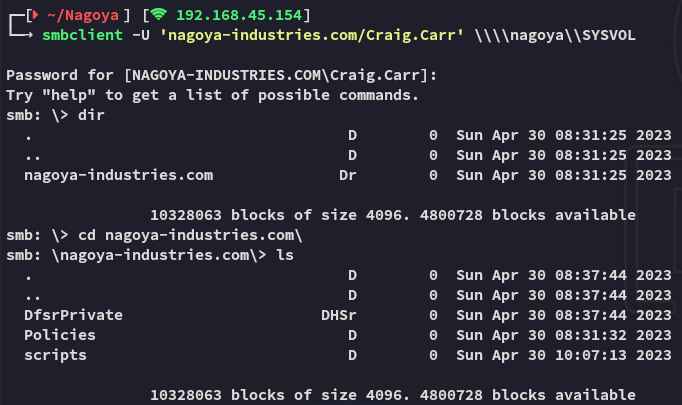 [ ~/Nagoya ] [ 192.168.45.154]
→ smbclient -U 'nagoya-industries.com/Craig.Carr' \\\\nagoya\\SYSVOL
Password for [NAGOYA-INDUSTRIES.COM\Craig.Carr]:
Try "help" to get a list of possible commands.
smb: \> dir
. D 0 Sun Apr 30 08:31:25 2023
.. D 0 Sun Apr 30 08:31:25 2023
nagoya-industries.com Dr 0 Sun Apr 30 08:31:25 2023
10328063 blocks of size 4096. 4800728 blocks available
smb: \> cd nagoya-industries.com\
smb: \nagoya-industries.com\> ls
. D 0 Sun Apr 30 08:37:44 2023
.. D 0 Sun Apr 30 08:37:44 2023
DfsrPrivate DHSr 0 Sun Apr 30 08:37:44 2023
Policies D 0 Sun Apr 30 08:31:32 2023
scripts D 0 Sun Apr 30 10:07:13 2023
10328063 blocks of size 4096. 4800728 blocks available